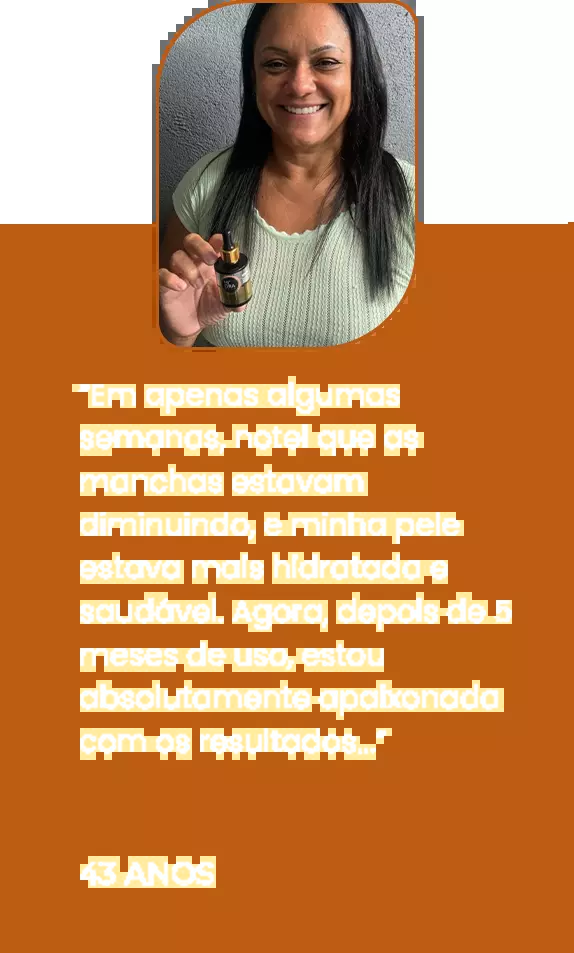 "Em apenas algumas
semanas, notei que as
manchas estavam
diminuindo, e minha pele
estava mais hidratada e
saudável. Agora, depois de 5
meses de uso, estou
absolutamente apaixonada
com os resultados..."
43 ANOS